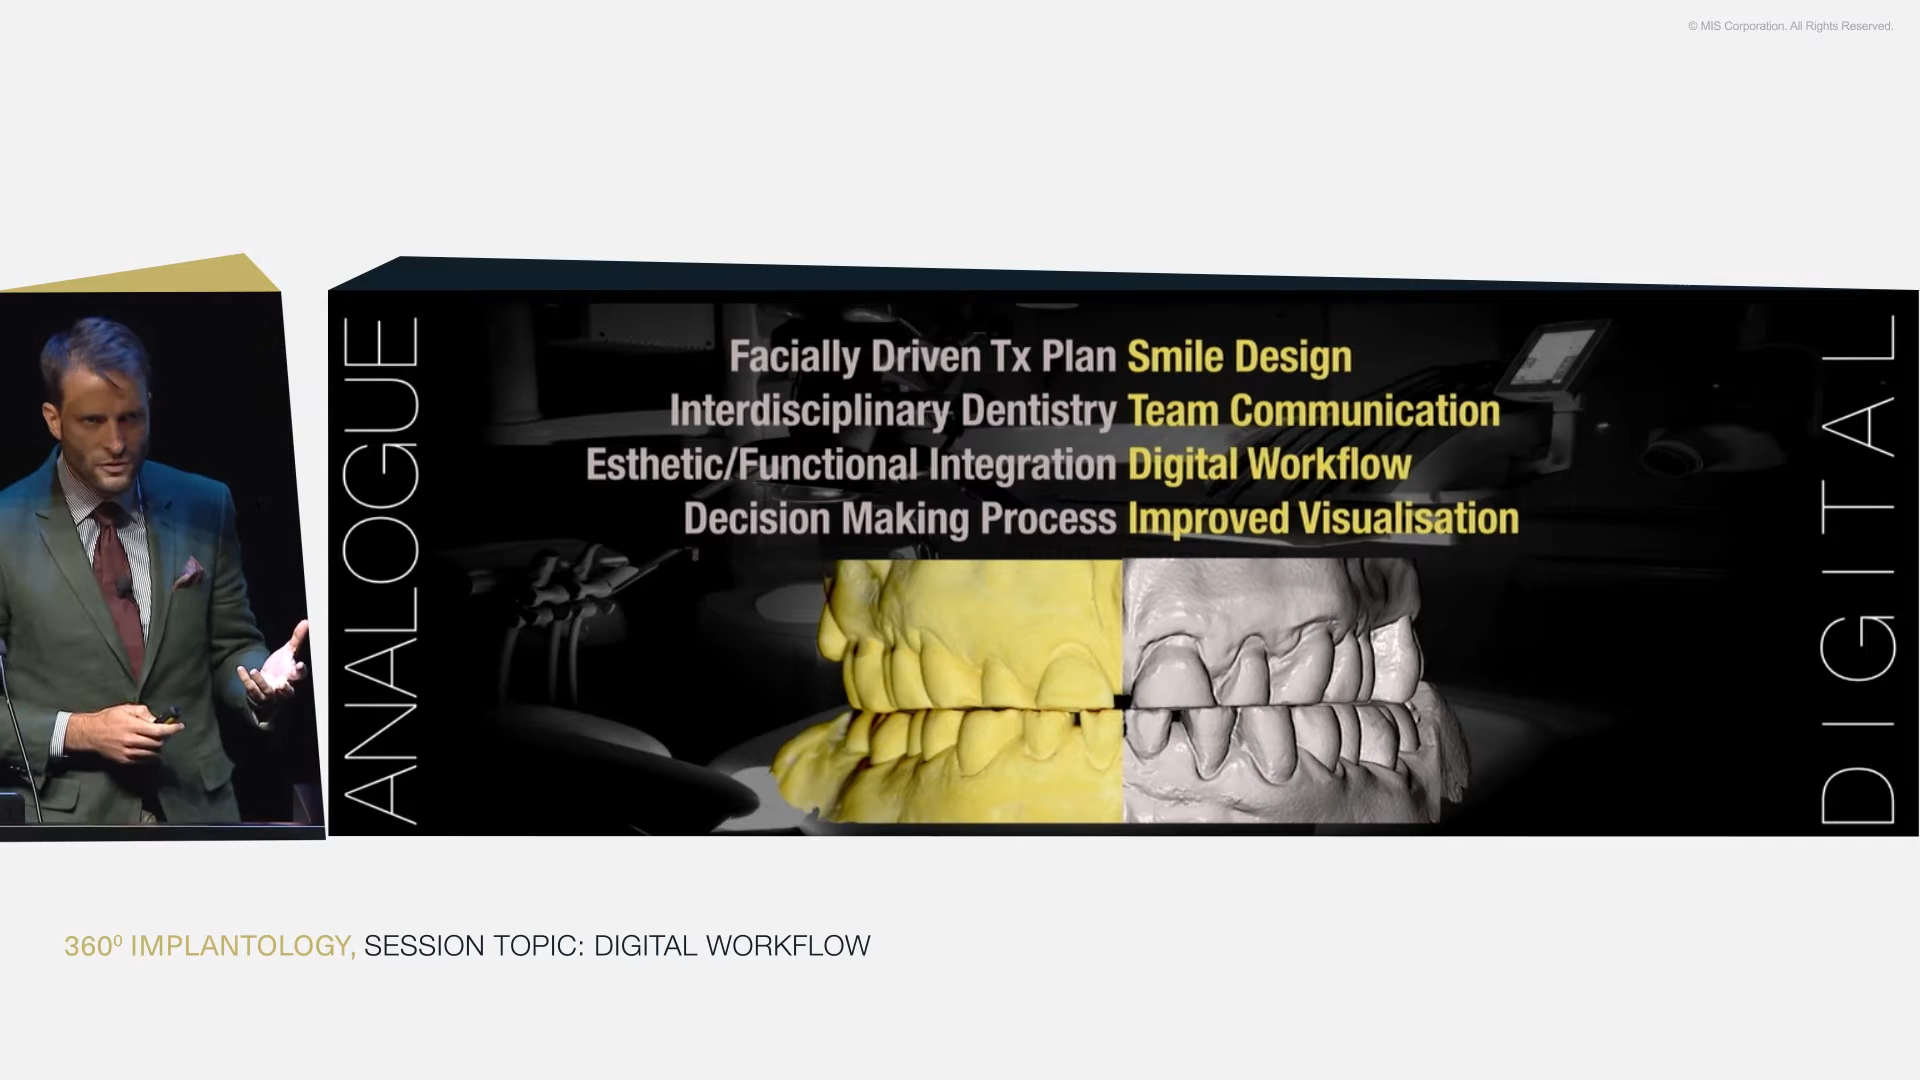 © MIS Corporation. All Rights Reserved.
ANALOGUE
Facially Driven Tx Plan Smile Design
Interdisciplinary Dentistry Team Communication
Esthetic/Functional Integration Digital Workflow
Decision Making Process Improved Visualisation
DIGITAL
360⁰ IMPLANTOLOGY, SESSION TOPIC: DIGITAL WORKFLOW